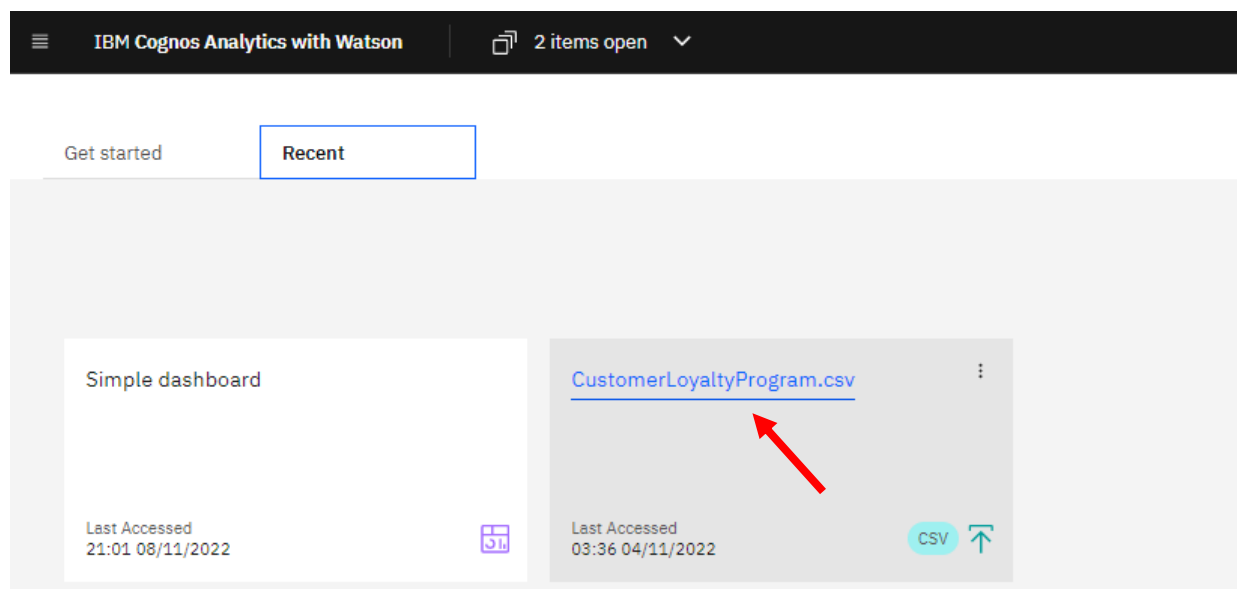 IBM Cognos Analytics with Watson
2 items open
Get started
Recent
Simple dashboard
Last Accessed
21:01 08/11/2022
CustomerLoyaltyProgram.csv
Last Accessed
03:36 04/11/2022
CSV